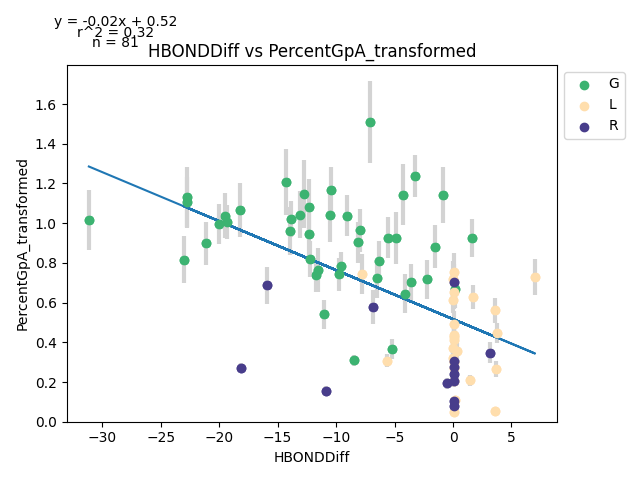 y = -0.02x + 0.52
r^2 = 0.32
n = 81
HBONDDiff vs PercentGpA_transformed
G
L
R
PercentGpA_transformed
1.6
1.4
1.2
1.0
0.8
0.6
0.4
0.2
0.0
−30 −25 −20 −15 −10 −5 0 5
HBONDDiff